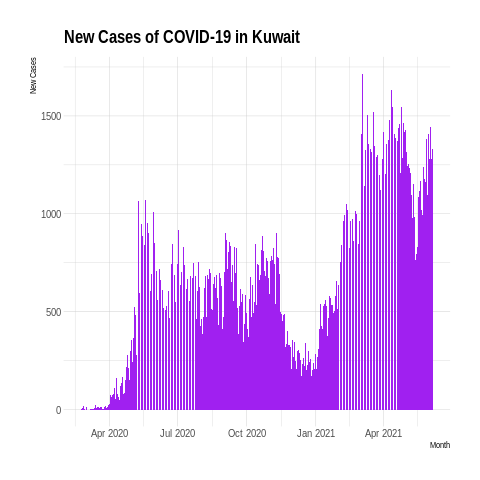 New Cases of COVID-19 in Kuwait
New Cases
1500
1000
500
0
Apr 2020 Jul 2020 Oct 2020 Jan 2021 Apr 2021
Month